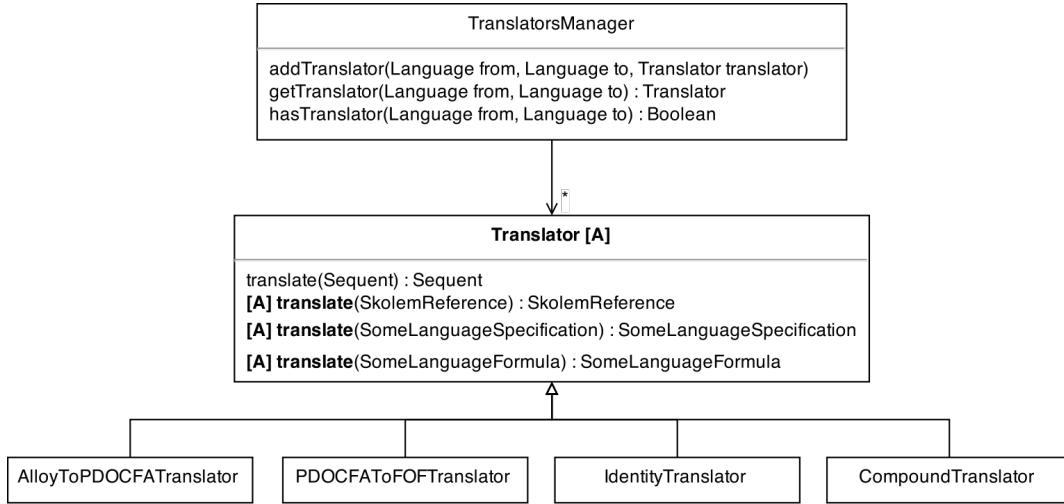 TranslatorsManager
addTranslator(Language from, Language to, Translator translator)
getTranslator(Language from, Language to) : Translator
hasTranslator(Language from, Language to) : Boolean
*
Translator [A]
translate(Sequent) : Sequent
[A] translate(SkolemReference) : SkolemReference
[A] translate(SomeLanguageSpecification) : SomeLanguageSpecification
[A] translate(SomeLanguageFormula) : SomeLanguageFormula
AlloyToPDOCFATranslator PDOCFAToFOFTranslator IdentityTranslator CompoundTranslator